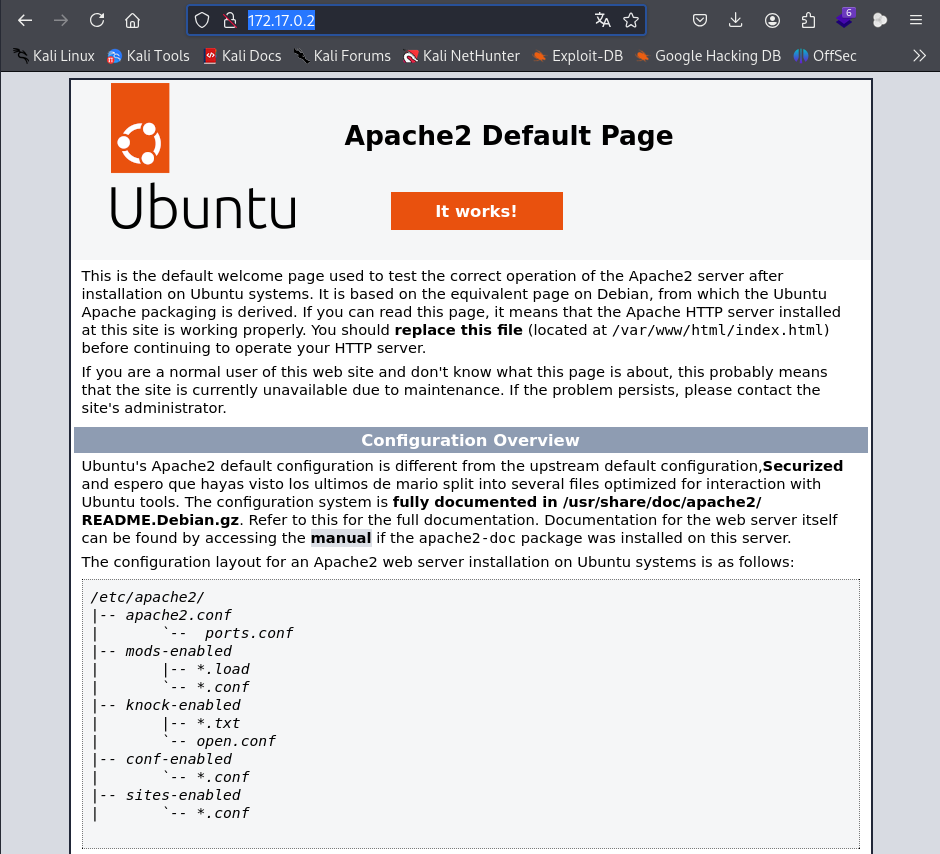 172.17.0.2
6
Kali Linux Kali Tools Kali Docs Kali Forums Kali NetHunter Exploit-DB Google Hacking DB OffSec
Apache2 Default Page
Ubuntu
It works!
This is the default welcome page used to test the correct operation of the Apache2 server after
installation on Ubuntu systems. It is based on the equivalent page on Debian, from which the Ubuntu
Apache packaging is derived. If you can read this page, it means that the Apache HTTP server installed
at this site is working properly. You should replace this file (located at /var/www/html/index.html)
before continuing to operate your HTTP server.
If you are a normal user of this web site and don't know what this page is about, this probably means
that the site is currently unavailable due to maintenance. If the problem persists, please contact the
site's administrator.
Configuration Overview
Ubuntu's Apache2 default configuration is different from the upstream default configuration,Securized
and espero que hayas visto los ultimos de mario split into several files optimized for interaction with
Ubuntu tools. The configuration system is fully documented in /usr/share/doc/apache2/
README.Debian.gz. Refer to this for the full documentation. Documentation for the web server itself
can be found by accessing the manual if the apache2-doc package was installed on this server.
The configuration layout for an Apache2 web server installation on Ubuntu systems is as follows:
/etc/apache2/
|-- apache2.conf
|       `--  ports.conf
|-- mods-enabled
|       |-- *.load
|       `-- *.conf
|-- knock-enabled
|       |-- *.txt
|       `-- open.conf
|-- conf-enabled
|       `-- *.conf
|-- sites-enabled
|       `-- *.conf